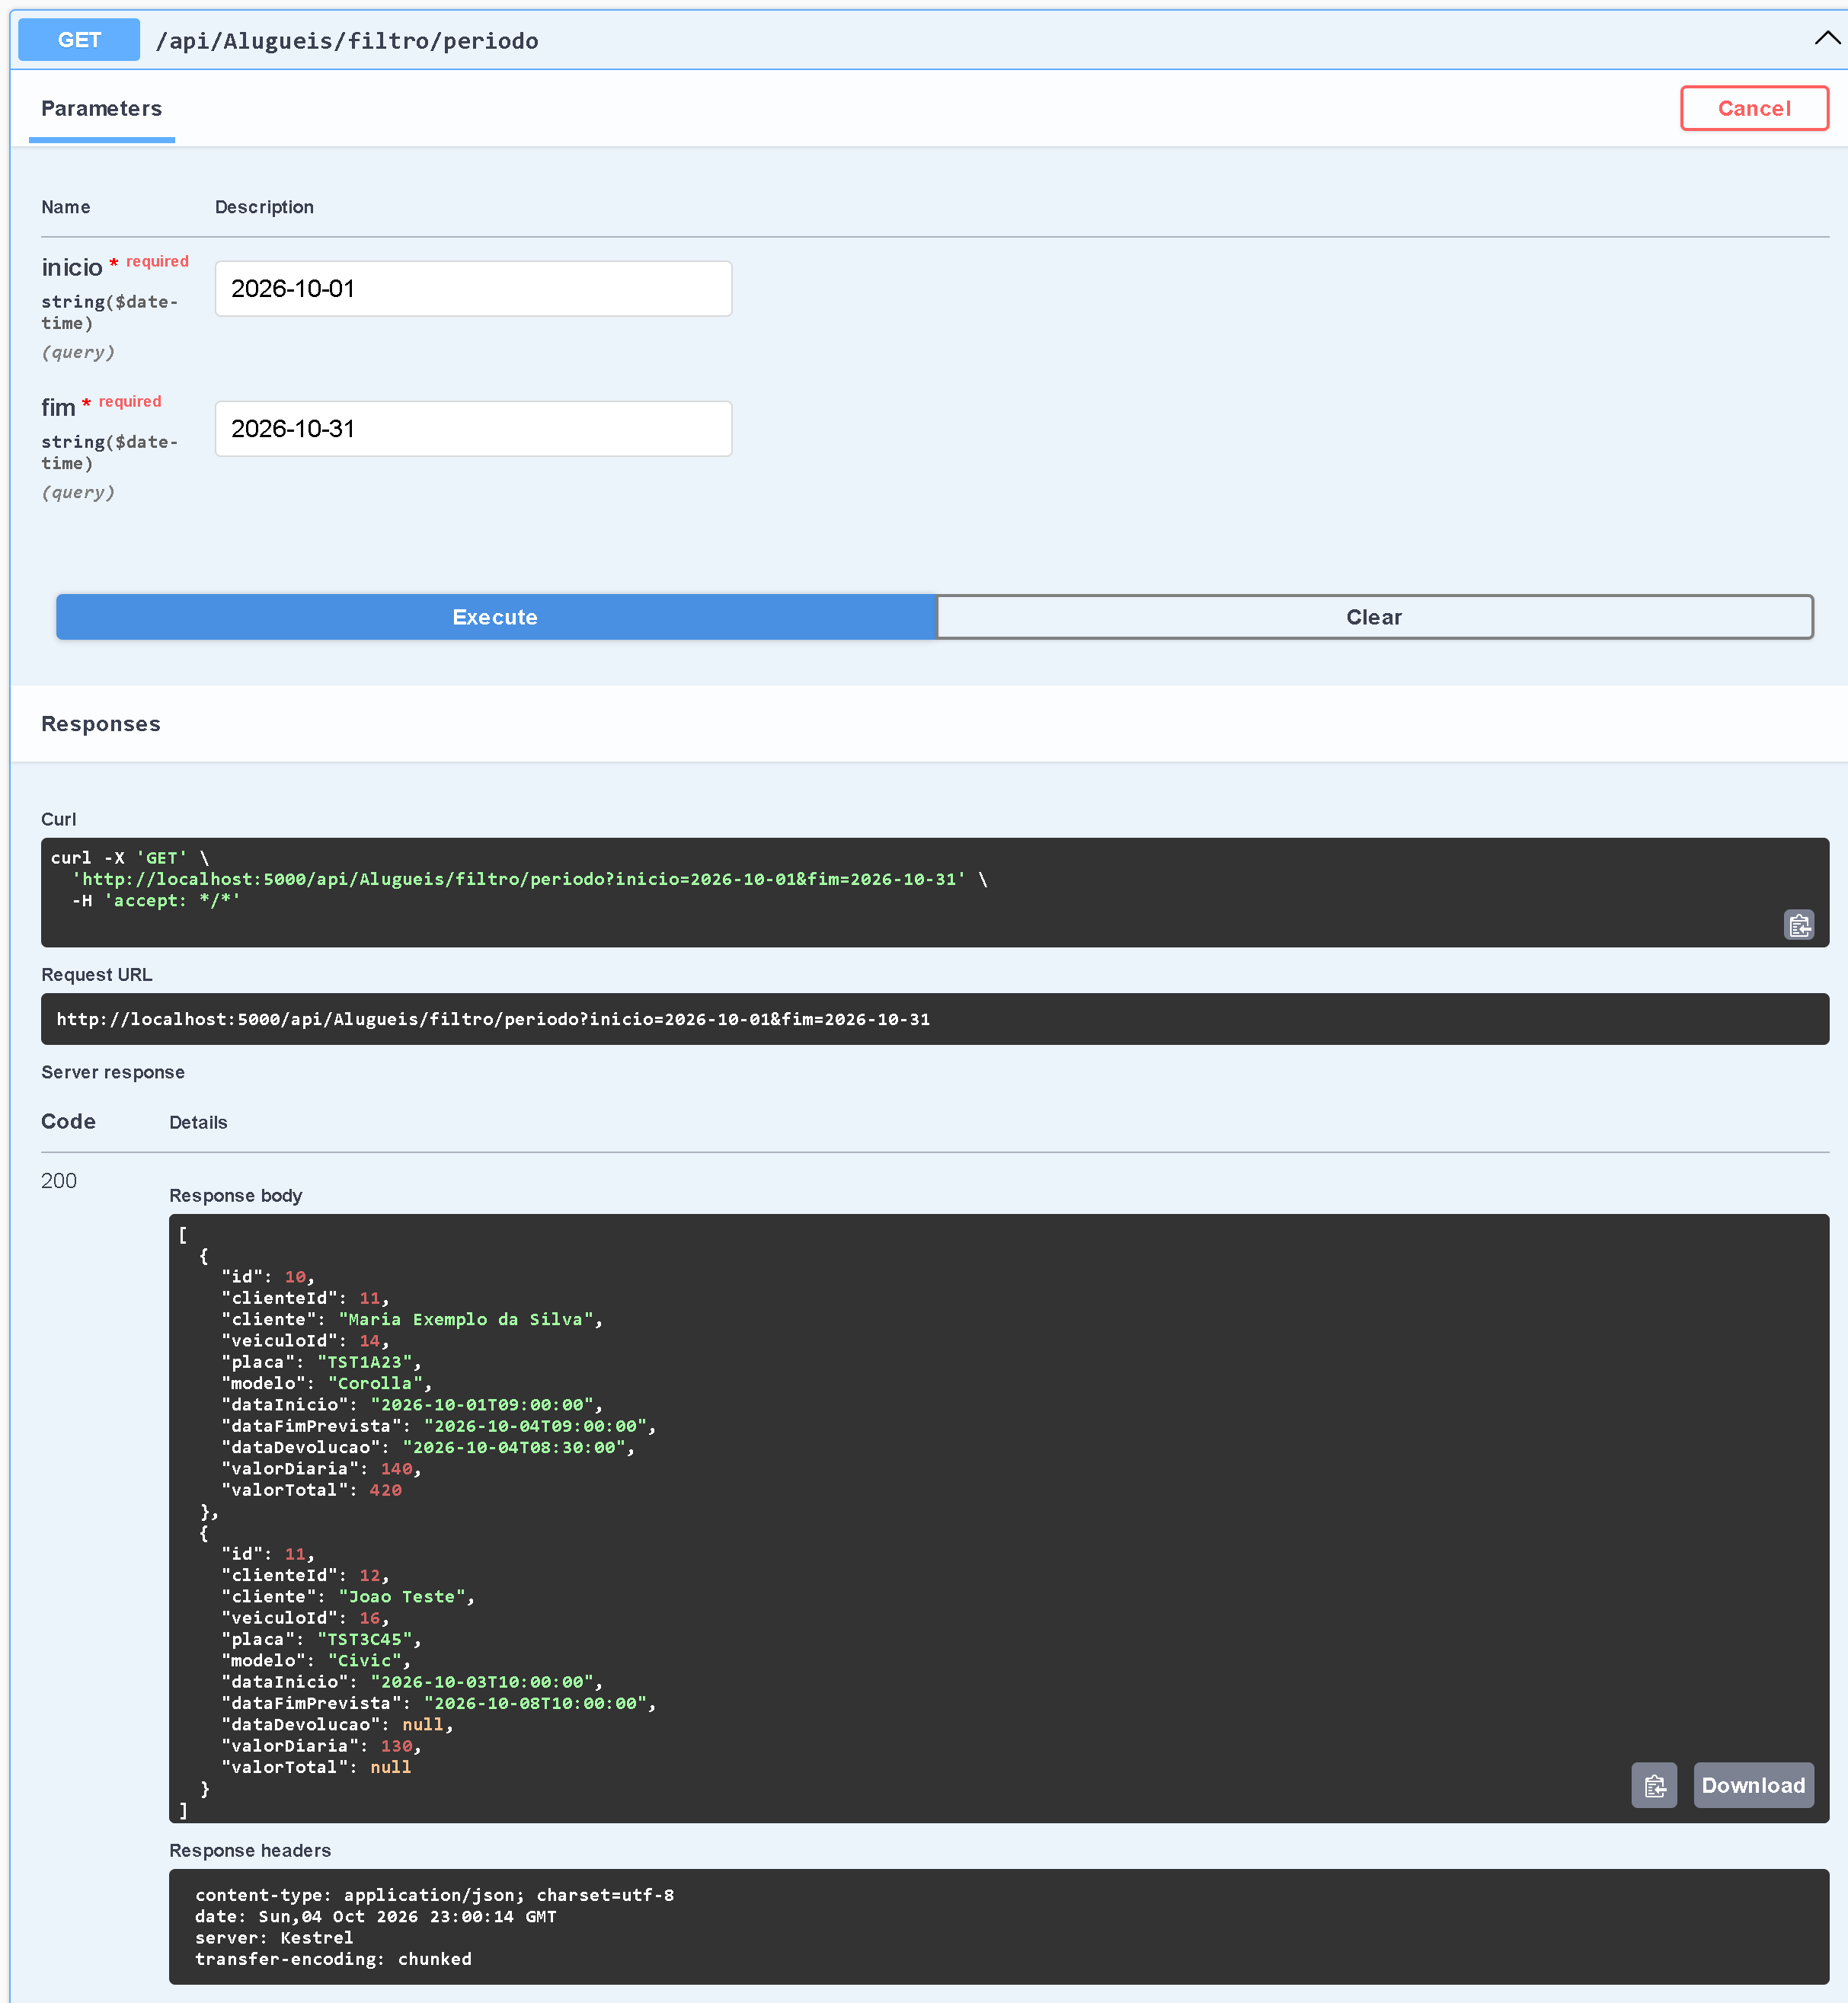 GET /api/Alugueis/filtro/periodo
Parameters
Cancel
Name Description
inicio * required
string($date-
time)
(query)
2026-10-01
fim * required
string($date-
time)
(query)
2026-10-31
Execute Clear
Responses
Curl
curl -X 'GET' \
  'http://localhost:5000/api/Alugueis/filtro/periodo?inicio=2026-10-01&fim=2026-10-31' \
  -H 'accept: */*'
Request URL
http://localhost:5000/api/Alugueis/filtro/periodo?inicio=2026-10-01&fim=2026-10-31
Server response
Code Details
200
Response body
[
  {
    "id": 10,
    "clienteId": 11,
    "cliente": "Maria Exemplo da Silva",
    "veiculoId": 14,
    "placa": "TST1A23",
    "modelo": "Corolla",
    "dataInicio": "2026-10-01T09:00:00",
    "dataFimPrevista": "2026-10-04T09:00:00",
    "dataDevolucao": "2026-10-04T08:30:00",
    "valorDiaria": 140,
    "valorTotal": 420
  },
  {
    "id": 11,
    "clienteId": 12,
    "cliente": "Joao Teste",
    "veiculoId": 16,
    "placa": "TST3C45",
    "modelo": "Civic",
    "dataInicio": "2026-10-03T10:00:00",
    "dataFimPrevista": "2026-10-08T10:00:00",
    "dataDevolucao": null,
    "valorDiaria": 130,
    "valorTotal": null
  }
]
Download
Response headers
content-type: application/json; charset=utf-8
date: Sun,04 Oct 2026 23:00:14 GMT
server: Kestrel
transfer-encoding: chunked